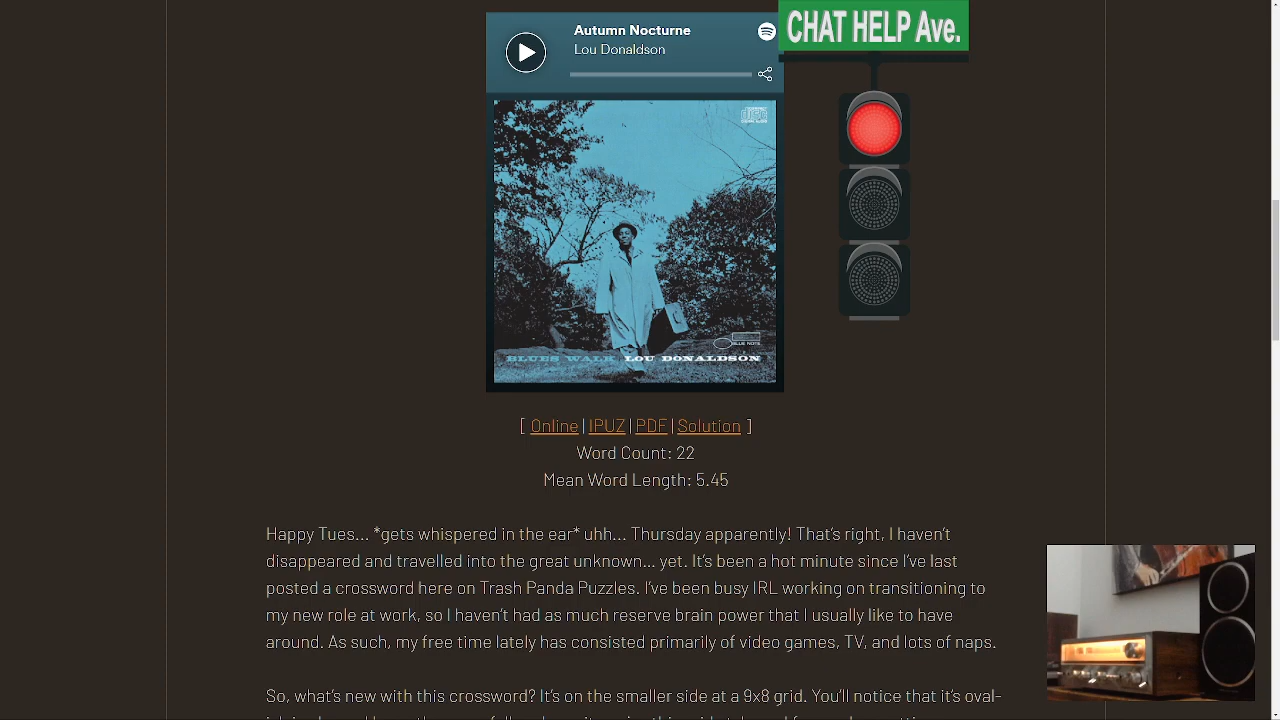 Autumn Nocturne
Lou Donaldson
CHAT HELP Ave.
disc
BLUE NOTE
BLUES WALK LOU DONALDSON
[ Online | IPUZ | PDF | Solution ]
Word Count: 22
Mean Word Length: 5.45
Happy Tues... *gets whispered in the ear* uhh... Thursday apparently! That's right, I haven't
disappeared and travelled into the great unknown... yet. It's been a hot minute since I've last
posted a crossword here on Trash Panda Puzzles. I've been busy IRL working on transitioning to
my new role at work, so I haven't had as much reserve brain power that I usually like to have
around. As such, my free time lately has consisted primarily of video games, TV, and lots of naps.
So, what's new with this crossword? It's on the smaller side at a 9x8 grid. You'll notice that it's oval-